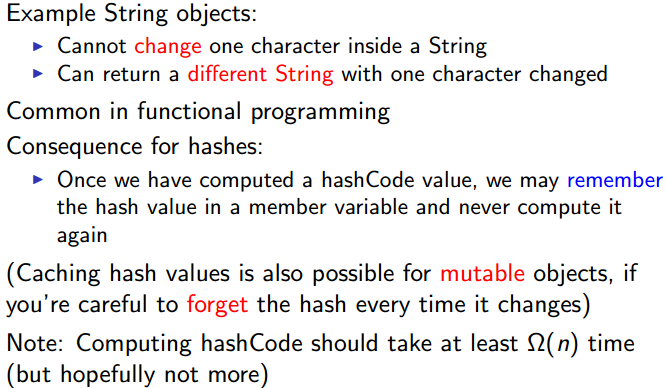 Example String objects:
▶ Cannot change one character inside a String
▶ Can return a different String with one character changed
Common in functional programming
Consequence for hashes:
▶ Once we have computed a hashCode value, we may remember
the hash value in a member variable and never compute it
again
(Caching hash values is also possible for mutable objects, if
you're careful to forget the hash every time it changes)
Note: Computing hashCode should take at least Ω(n) time
(but hopefully not more)